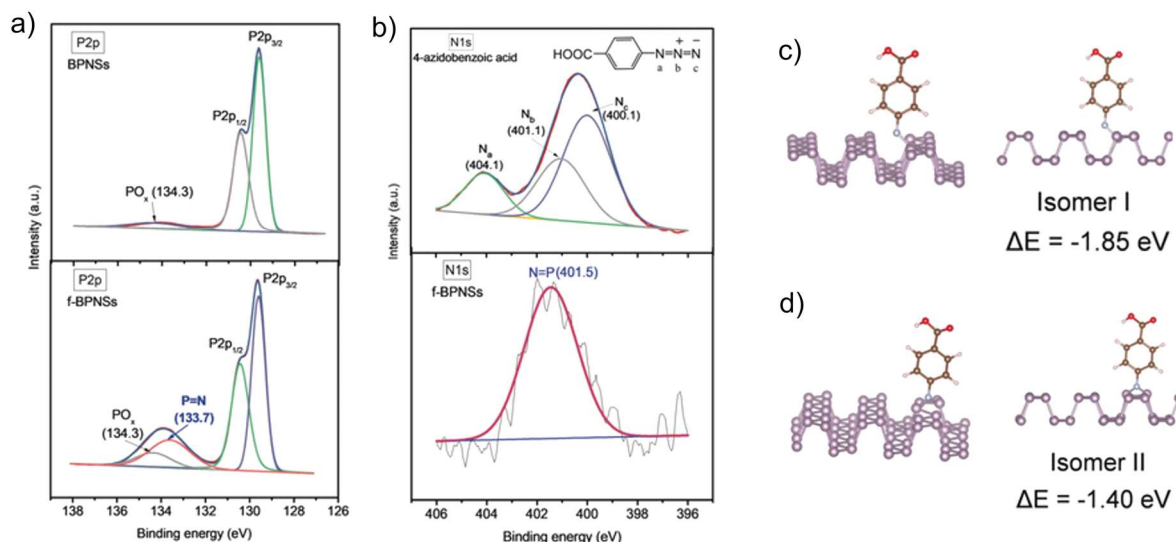 a)
P2p
BPNSs
P2p3/2
P2p1/2
POx (134.3)
P2p
f-BPNSs
P2p3/2
P2p1/2
P=N
(133.7)
POx
(134.3)
Intensity (a.u.)
138 136 134 132 130 128 126
Binding energy (eV)
b)
N1s
4-azidobenzoic acid
HOOC
N=N=N
+ −
a b c
Na
(404.1)
Nb
(401.1)
Nc
(400.1)
N1s
f-BPNSs
N=P(401.5)
Intensity (a.u.)
406 404 402 400 398 396
Binding energy (eV)
c)
Isomer I
ΔE = -1.85 eV
d)
Isomer II
ΔE = -1.40 eV